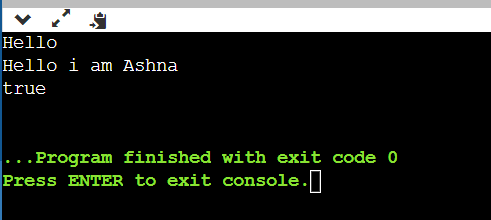 Hello
Hello i am Ashna
true
...Program finished with exit code 0
Press ENTER to exit console.